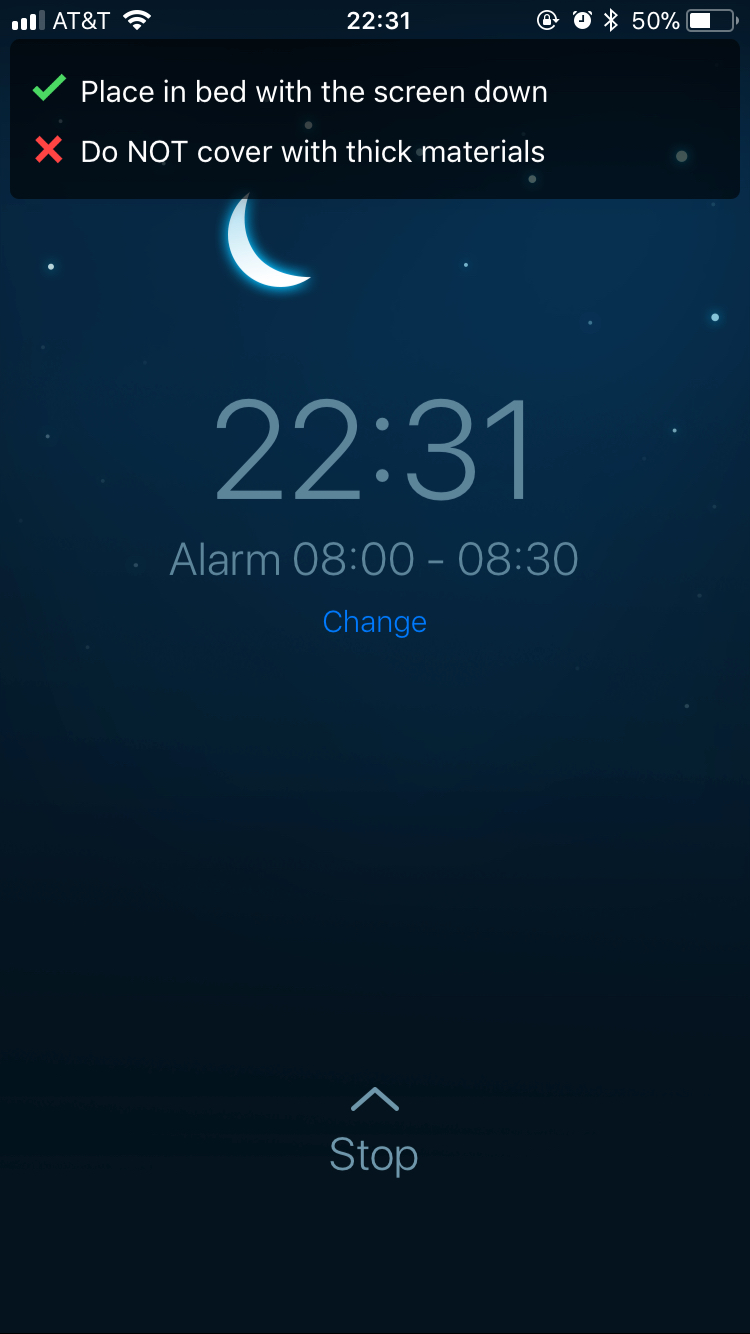 AT&T 22:31 50%
Place in bed with the screen down
Do NOT cover with thick materials
22:31
Alarm 08:00 - 08:30
Change
Stop